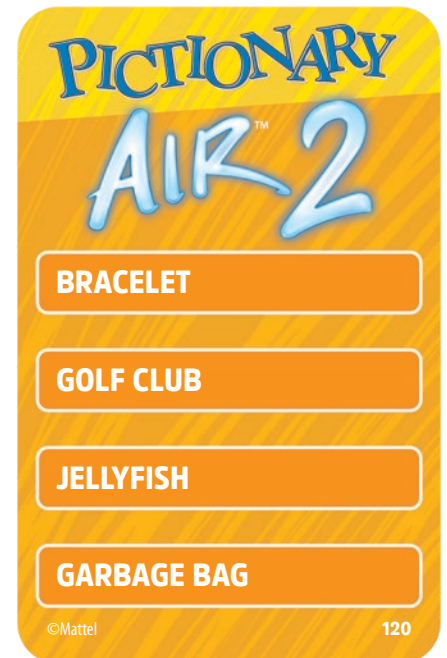 PICTIONARY
AIR™ 2
BRACELET
GOLF CLUB
JELLYFISH
GARBAGE BAG
©Mattel 120